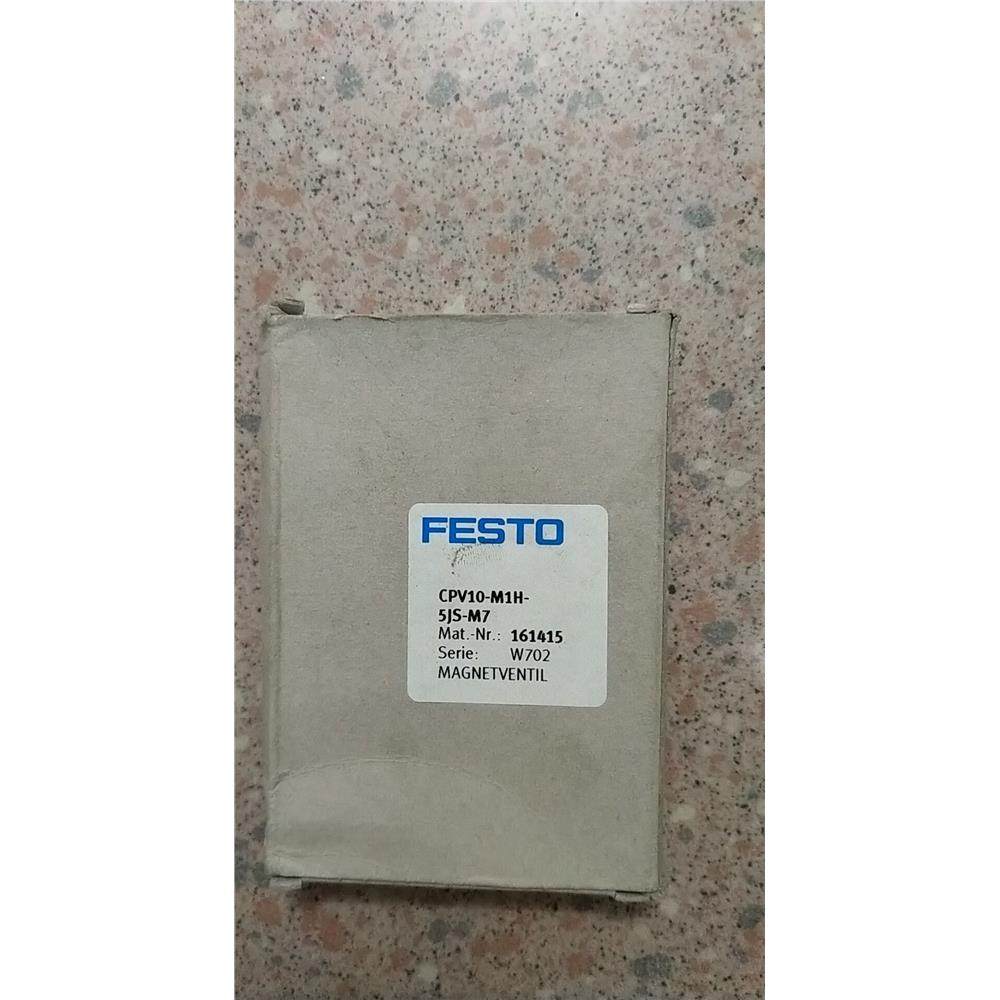 FESTO
CPV10-M1H-
5JS-M7
Mat.-Nr.: 161415
Serie: W702
MAGNETVENTIL